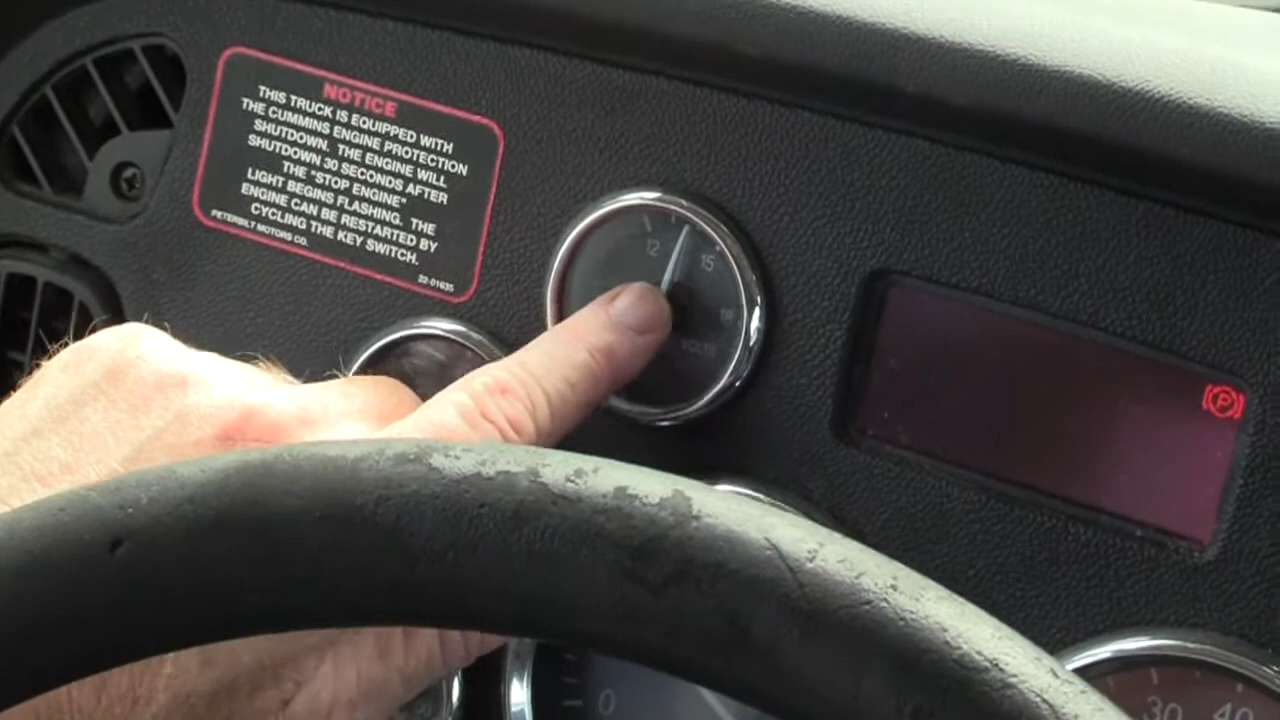 NOTICE
THIS TRUCK IS EQUIPPED WITH
THE CUMMINS ENGINE PROTECTION
SHUTDOWN. THE ENGINE WILL
SHUTDOWN 30 SECONDS AFTER
THE "STOP ENGINE"
LIGHT BEGINS FLASHING. THE
ENGINE CAN BE RESTARTED BY
CYCLING THE KEY SWITCH.
PETERBILT MOTORS CO.
22-01635
12
15
18
VOLTS
P
0
30 40